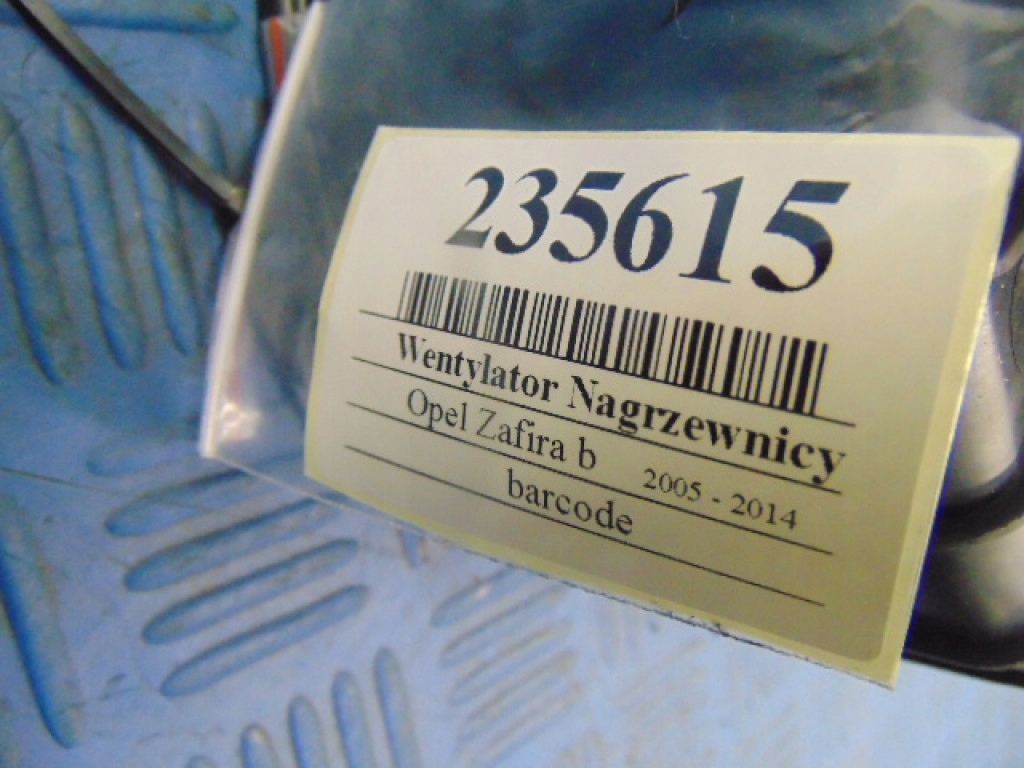 235615
Wentylator Nagrzewnicy
Opel Zafira b 2005 - 2014
barcode